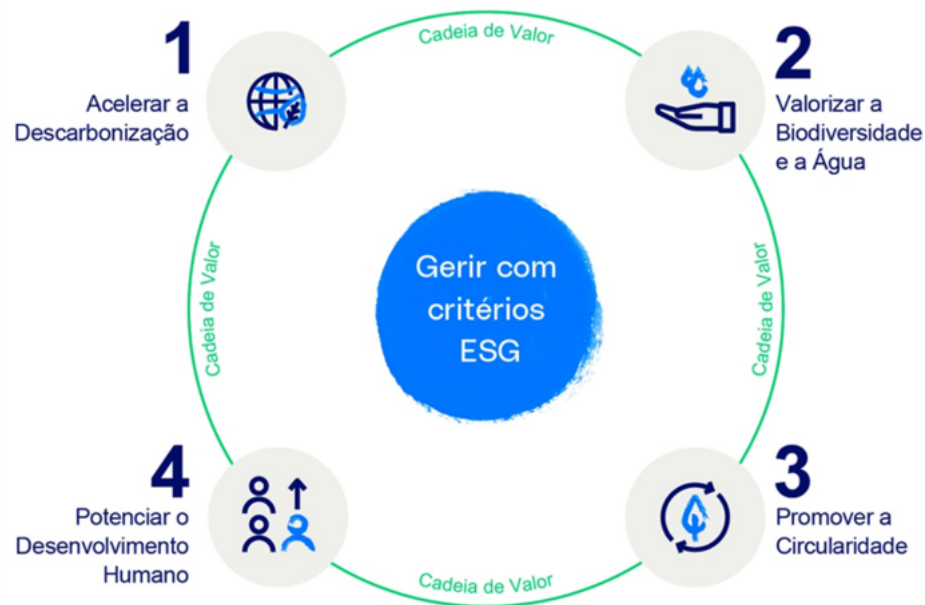 Cadeia de Valor
1
Acelerar a
Descarbonização
2
Valorizar a
Biodiversidade
e a Água
Cadeia de Valor
Gerir com
critérios
ESG
Cadeia de Valor
4
Potenciar o
Desenvolvimento
Humano
3
Promover a
Circularidade
Cadeia de Valor